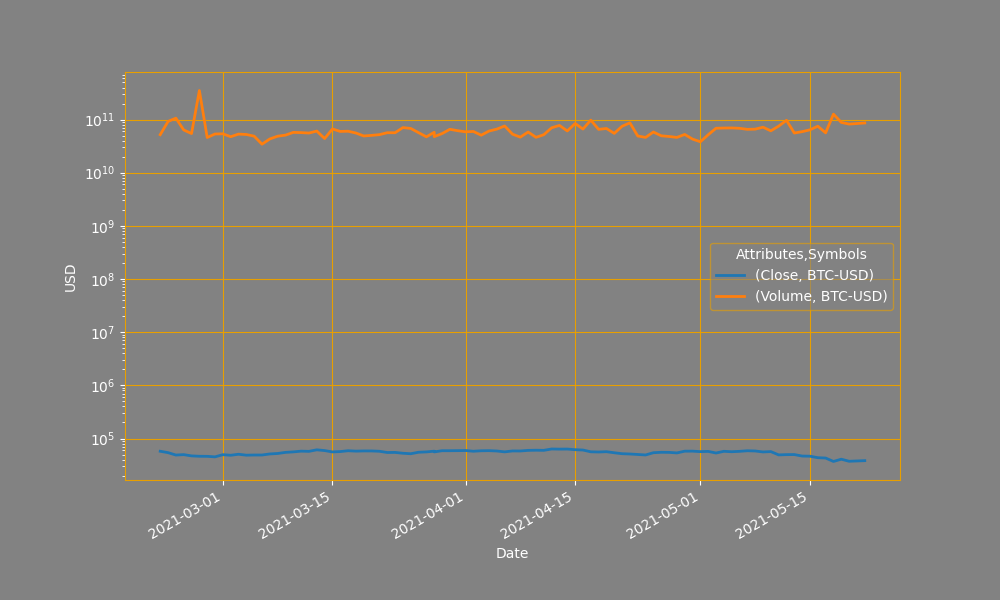 10¹¹
10¹⁰
10⁹
10⁸
10⁷
10⁶
10⁵
USD
Attributes,Symbols
(Close, BTC-USD)
(Volume, BTC-USD)
2021-03-01
2021-03-15
2021-04-01
2021-04-15
2021-05-01
2021-05-15
Date